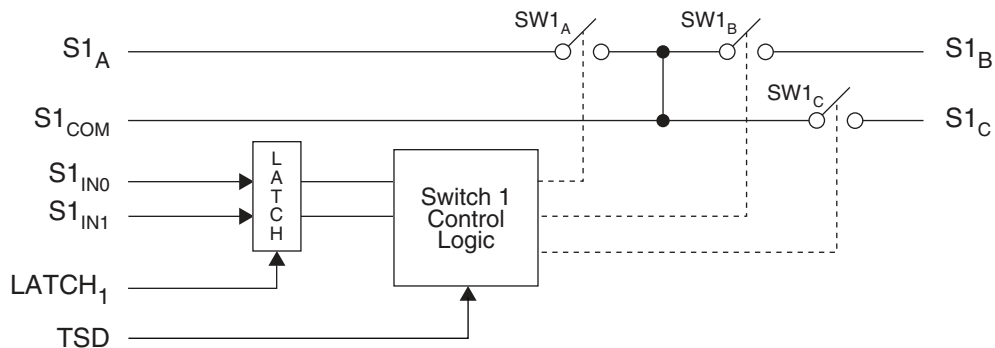 SW1A
SW1B
S1A
S1B
SW1C
S1COM
S1C
S1IN0
S1IN1
LATCH
Switch 1
Control
Logic
LATCH1
TSD